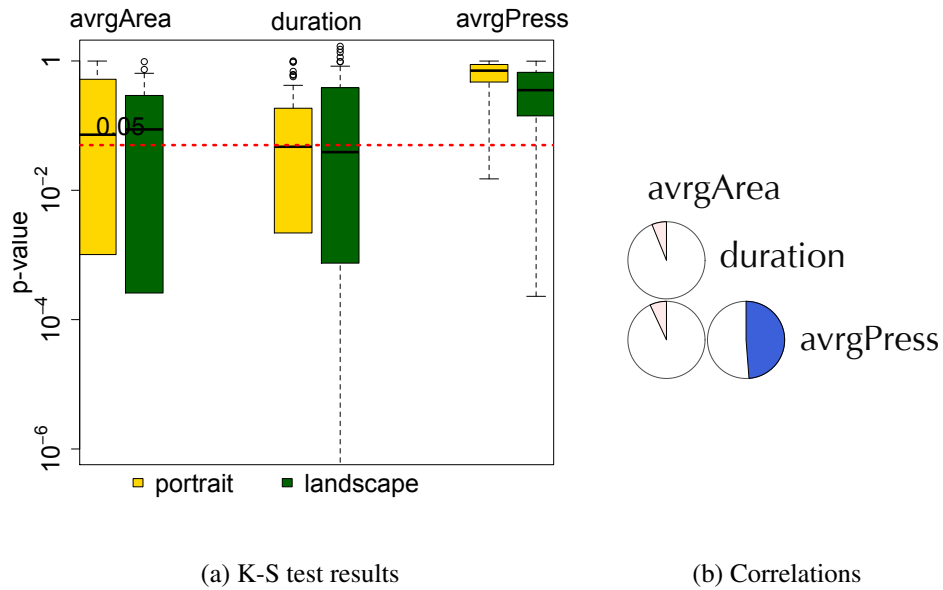 avrgArea duration avrgPress
1
0.05
10⁻²
10⁻⁴
10⁻⁶
p-value
portrait landscape
(a) K-S test results
avrgArea
duration
avrgPress
(b) Correlations